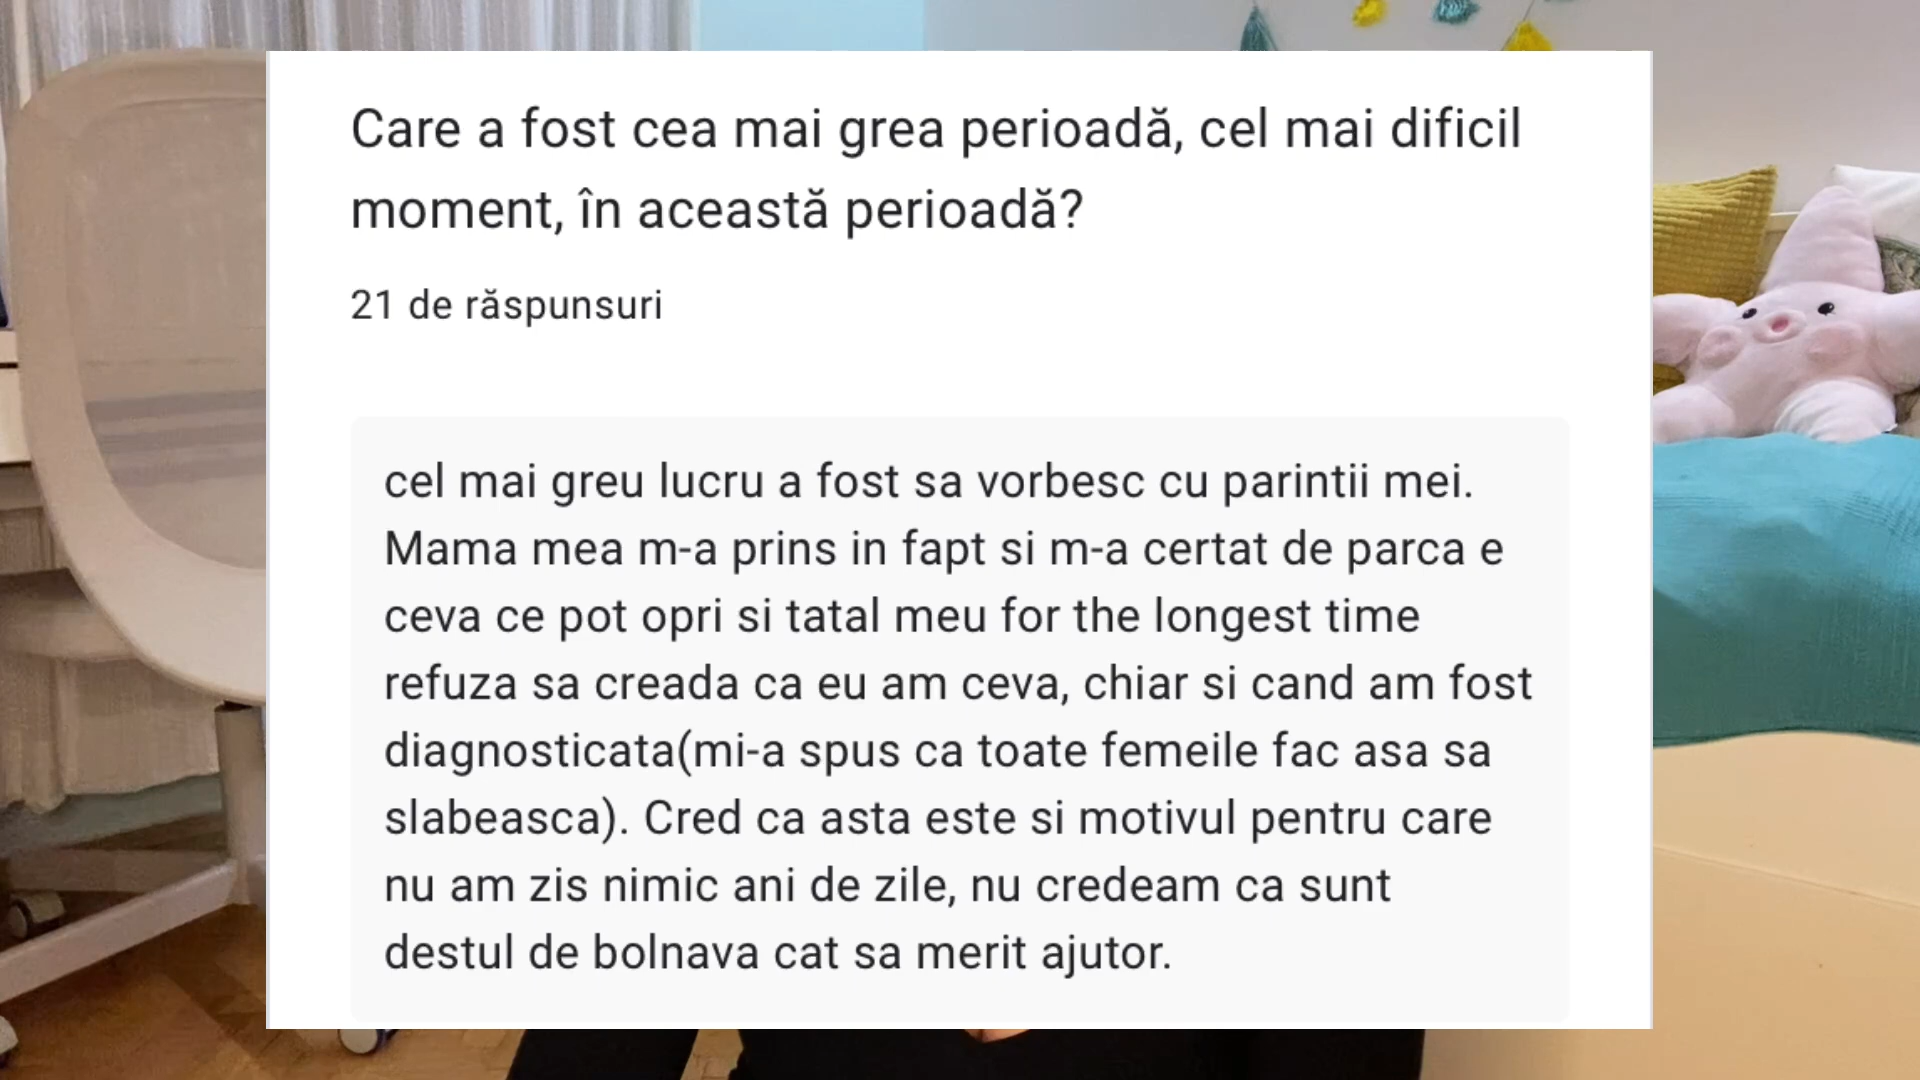 Care a fost cea mai grea perioadă, cel mai dificil
moment, în această perioadă?
21 de răspunsuri
cel mai greu lucru a fost sa vorbesc cu parintii mei.
Mama mea m-a prins in fapt si m-a certat de parca e
ceva ce pot opri si tatal meu for the longest time
refuza sa creada ca eu am ceva, chiar si cand am fost
diagnosticata(mi-a spus ca toate femeile fac asa sa
slabeasca). Cred ca asta este si motivul pentru care
nu am zis nimic ani de zile, nu credeam ca sunt
destul de bolnava cat sa merit ajutor.